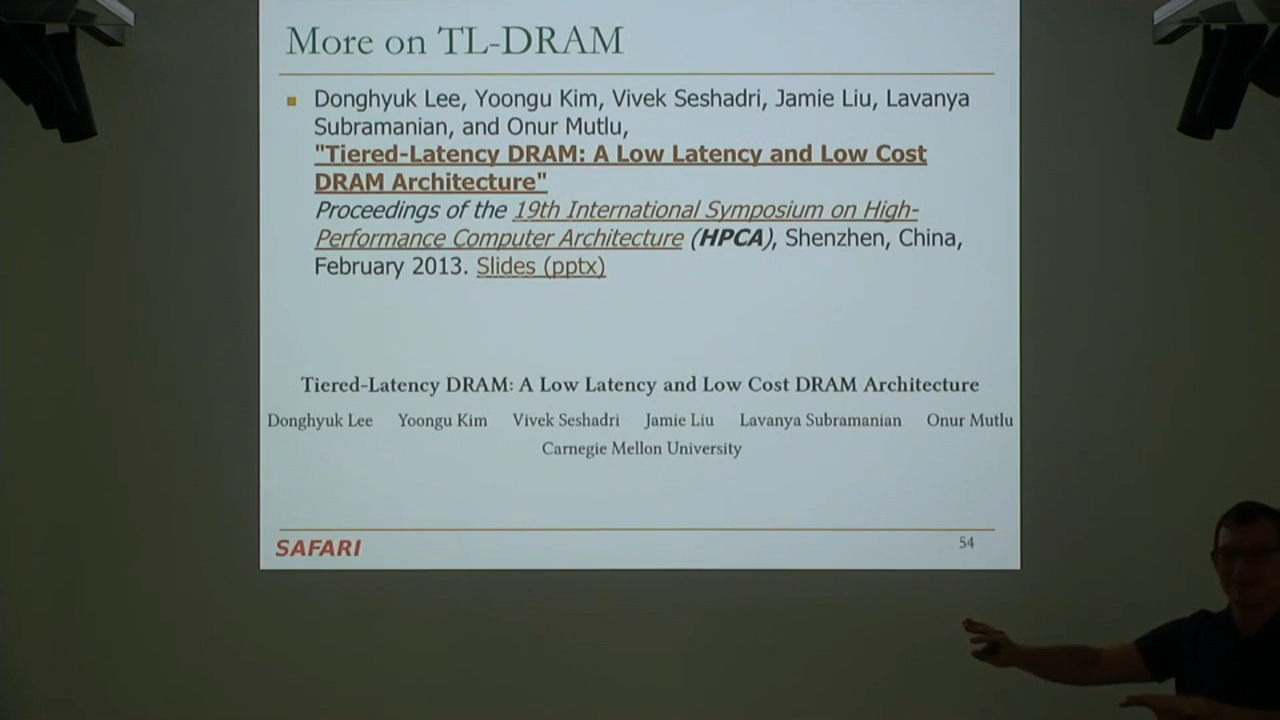 More on TL-DRAM
Donghyuk Lee, Yoongu Kim, Vivek Seshadri, Jamie Liu, Lavanya
Subramanian, and Onur Mutlu,
"Tiered-Latency DRAM: A Low Latency and Low Cost
DRAM Architecture"
Proceedings of the 19th International Symposium on High-
Performance Computer Architecture (HPCA), Shenzhen, China,
February 2013. Slides (pptx)
Tiered-Latency DRAM: A Low Latency and Low Cost DRAM Architecture
Donghyuk Lee Yoongu Kim Vivek Seshadri Jamie Liu Lavanya Subramanian Onur Mutlu
Carnegie Mellon University
SAFARI
54